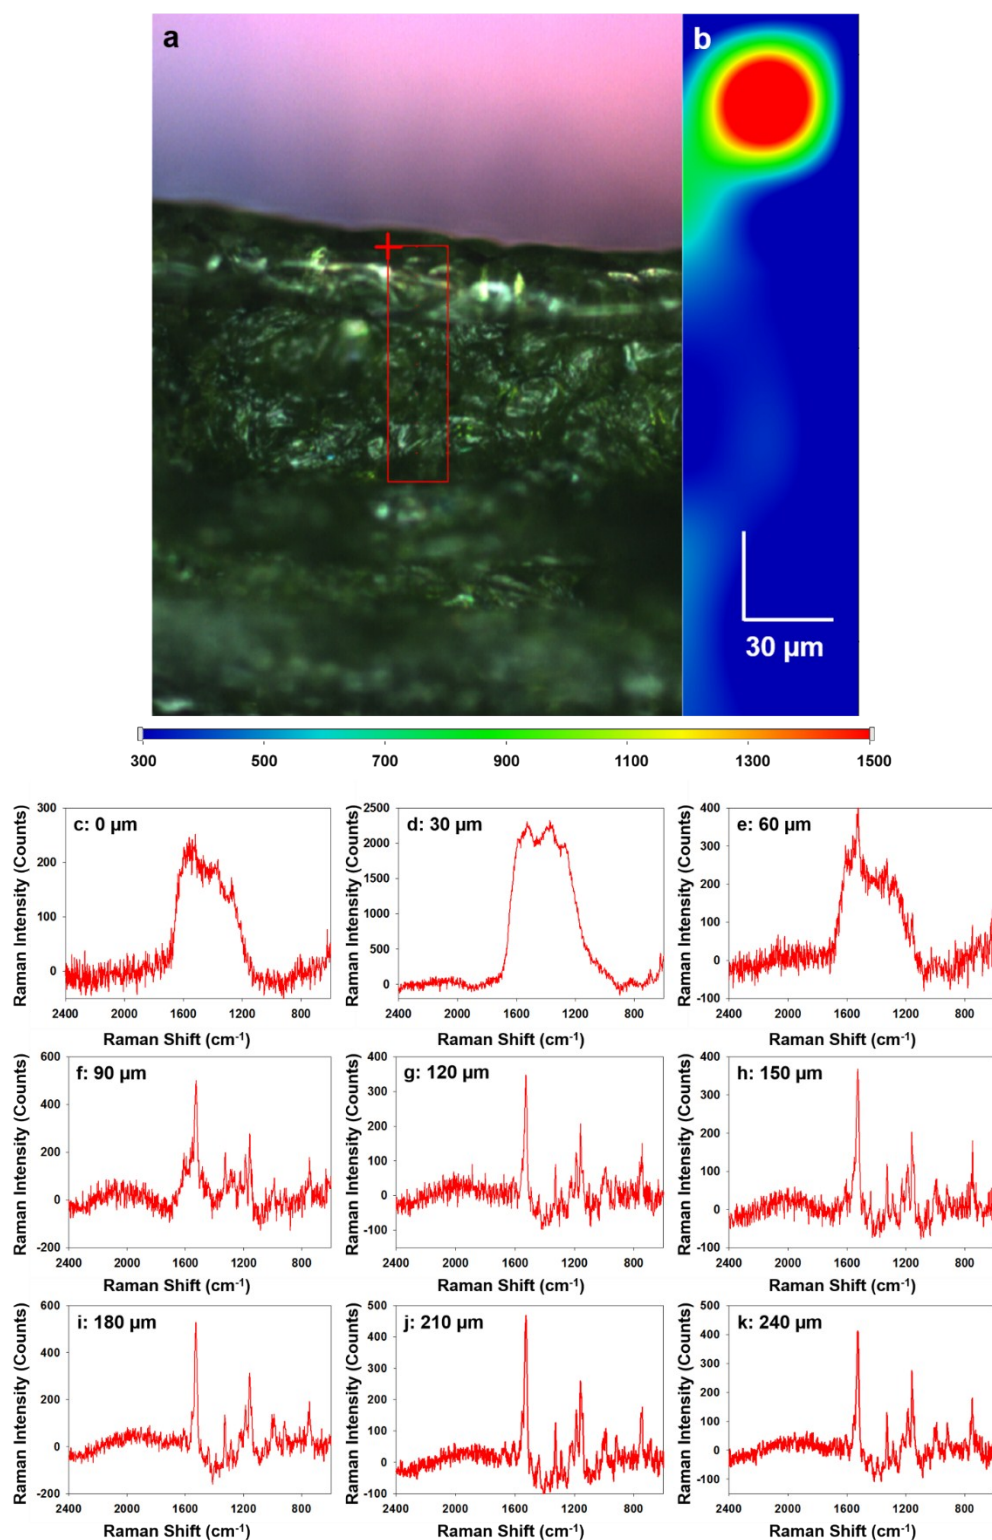 a
b
30 µm
300 500 700 900 1100 1300 1500
c: 0 µm
Raman Intensity (Counts)
300
200
100
0
2400 2000 1600 1200 800
Raman Shift (cm⁻¹)
d: 30 µm
Raman Intensity (Counts)
2500
2000
1500
1000
500
0
2400 2000 1600 1200 800
Raman Shift (cm⁻¹)
e: 60 µm
Raman Intensity (Counts)
400
300
200
100
0
-100
2400 2000 1600 1200 800
Raman Shift (cm⁻¹)
f: 90 µm
Raman Intensity (Counts)
600
400
200
0
-200
2400 2000 1600 1200 800
Raman Shift (cm⁻¹)
g: 120 µm
Raman Intensity (Counts)
400
300
200
100
0
-100
2400 2000 1600 1200 800
Raman Shift (cm⁻¹)
h: 150 µm
Raman Intensity (Counts)
400
300
200
100
0
-100
2400 2000 1600 1200 800
Raman Shift (cm⁻¹)
i: 180 µm
Raman Intensity (Counts)
600
400
200
0
-200
2400 2000 1600 1200 800
Raman Shift (cm⁻¹)
j: 210 µm
Raman Intensity (Counts)
500
400
300
200
100
0
-100
2400 2000 1600 1200 800
Raman Shift (cm⁻¹)
k: 240 µm
Raman Intensity (Counts)
500
400
300
200
100
0
-100
2400 2000 1600 1200 800
Raman Shift (cm⁻¹)